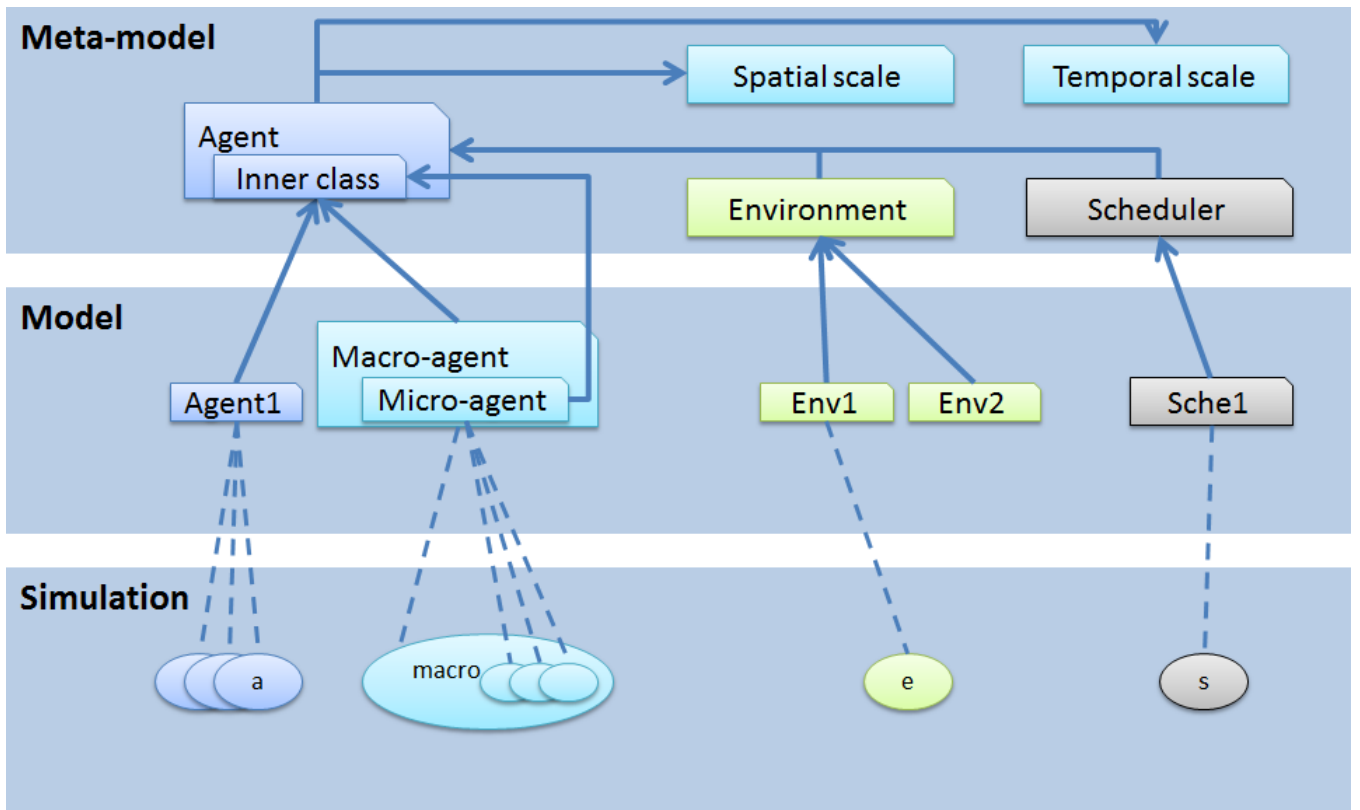 Meta-model
Spatial scale
Temporal scale
Agent
Inner class
Environment
Scheduler
Model
Macro-agent
Agent1
Micro-agent
Env1
Env2
Sche1
Simulation
a
macro
e
s